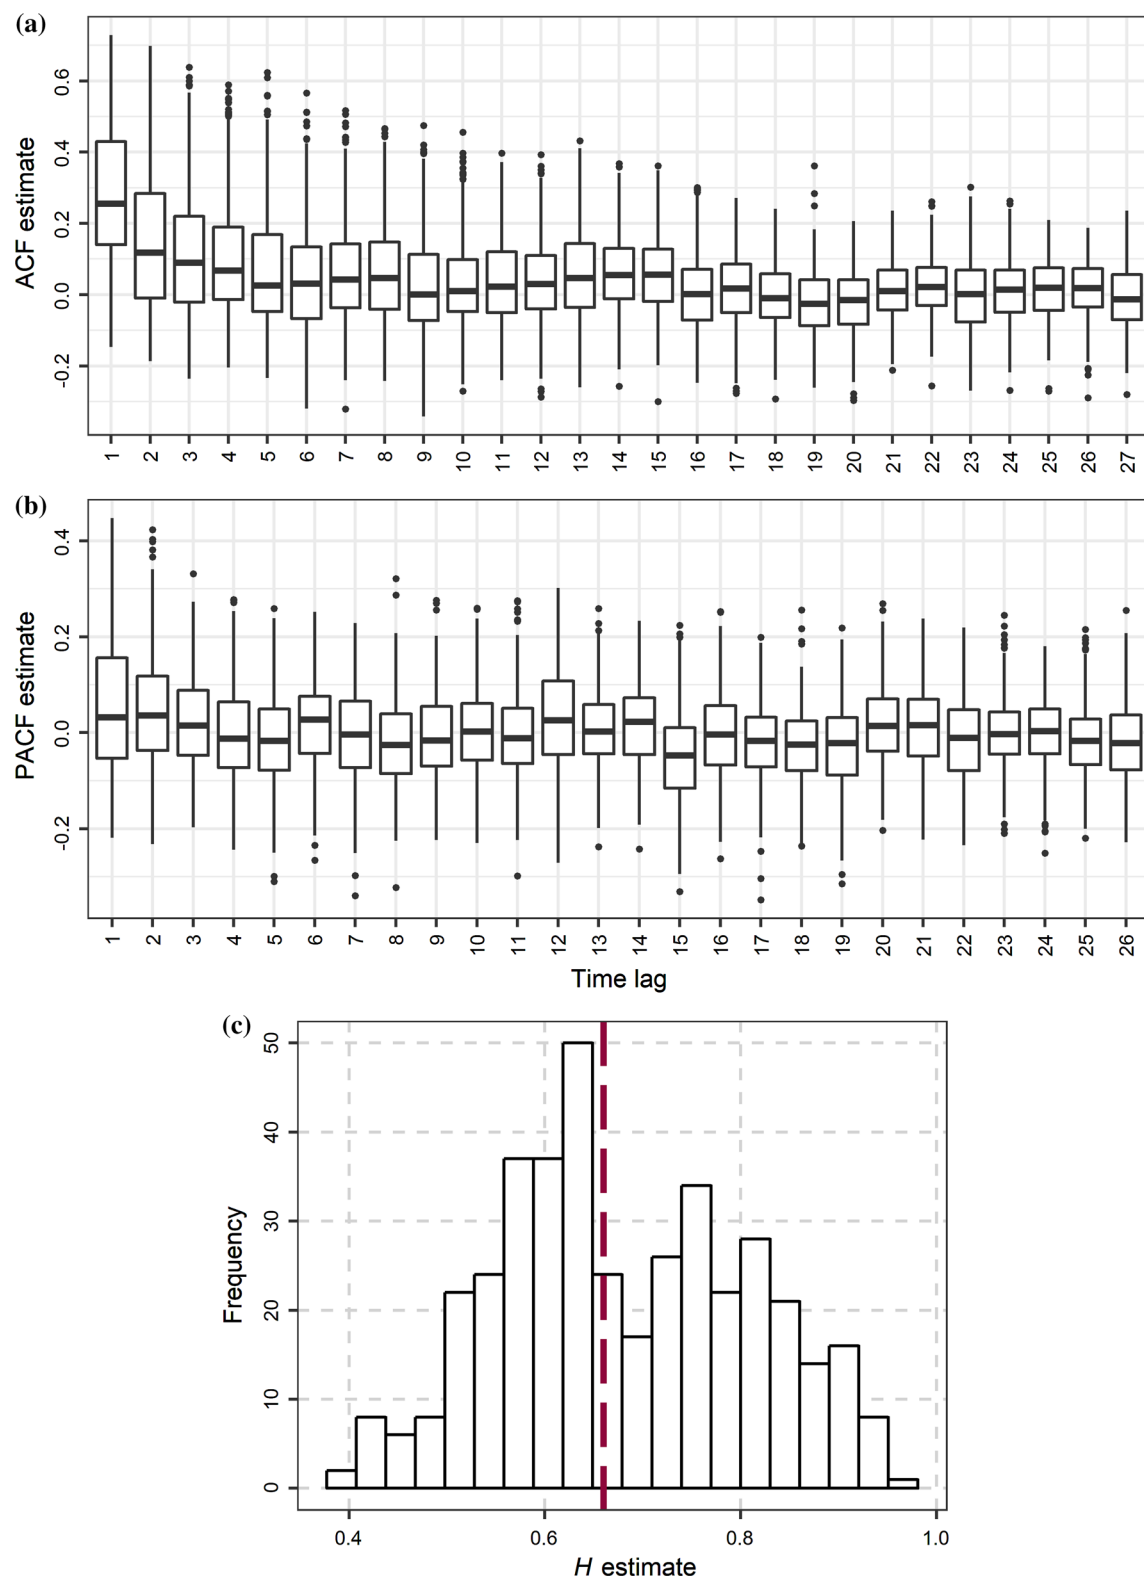 (a)
ACF estimate
0.6
0.4
0.2
0.0
-0.2
1 2 3 4 5 6 7 8 9 10 11 12 13 14 15 16 17 18 19 20 21 22 23 24 25 26 27
(b)
PACF estimate
0.4
0.2
0.0
-0.2
1 2 3 4 5 6 7 8 9 10 11 12 13 14 15 16 17 18 19 20 21 22 23 24 25 26
Time lag
(c)
Frequency
50
40
30
20
10
0
0.4 0.6 0.8 1.0
H estimate